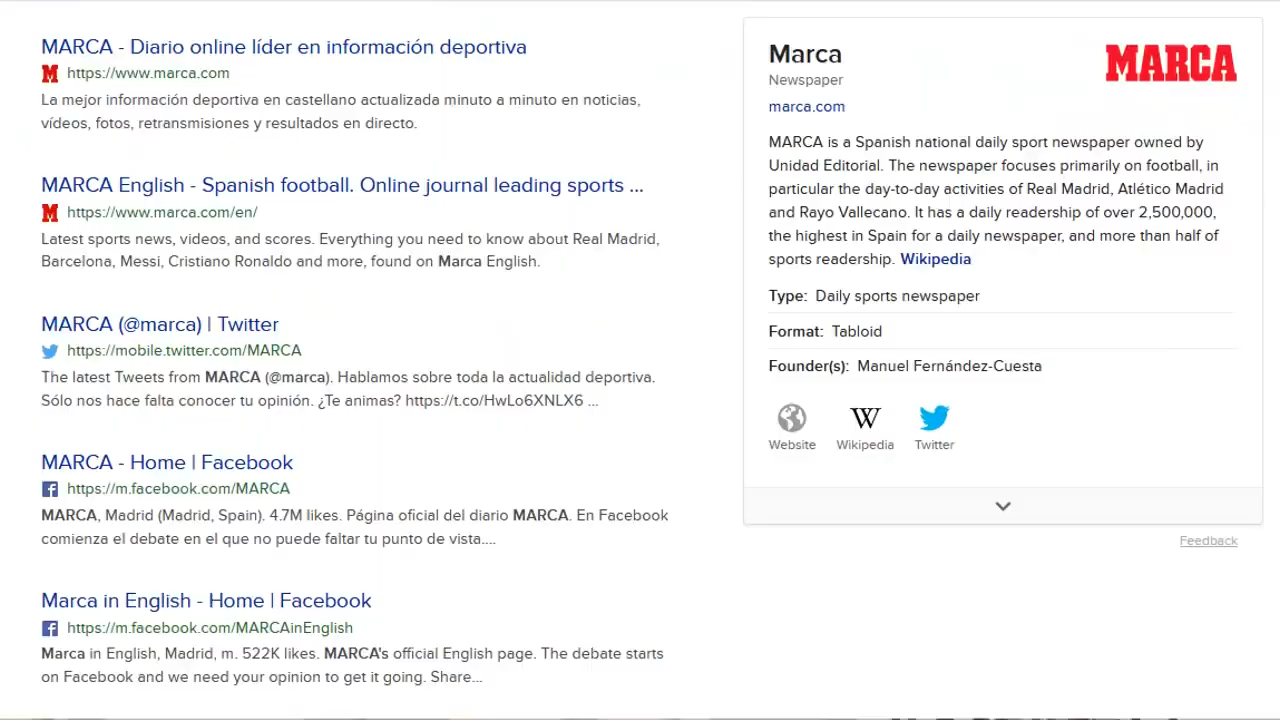 MARCA - Diario online líder en información deportiva
https://www.marca.com
La mejor información deportiva en castellano actualizada minuto a minuto en noticias,
vídeos, fotos, retransmisiones y resultados en directo.
MARCA English - Spanish football. Online journal leading sports ...
https://www.marca.com/en/
Latest sports news, videos, and scores. Everything you need to know about Real Madrid,
Barcelona, Messi, Cristiano Ronaldo and more, found on Marca English.
MARCA (@marca) | Twitter
https://mobile.twitter.com/MARCA
The latest Tweets from MARCA (@marca). Hablamos sobre toda la actualidad deportiva.
Sólo nos hace falta conocer tu opinión. ¿Te animas? https://t.co/HwLo6XNLX6 ...
MARCA - Home | Facebook
https://m.facebook.com/MARCA
MARCA, Madrid (Madrid, Spain). 4.7M likes. Página oficial del diario MARCA. En Facebook
comienza el debate en el que no puede faltar tu punto de vista....
Marca in English - Home | Facebook
https://m.facebook.com/MARCAinEnglish
Marca in English, Madrid, m. 522K likes. MARCA's official English page. The debate starts
on Facebook and we need your opinion to get it going. Share...
Marca
MARCA
Newspaper
marca.com
MARCA is a Spanish national daily sport newspaper owned by
Unidad Editorial. The newspaper focuses primarily on football, in
particular the day-to-day activities of Real Madrid, Atlético Madrid
and Rayo Vallecano. It has a daily readership of over 2,500,000,
the highest in Spain for a daily newspaper, and more than half of
sports readership. Wikipedia
Type: Daily sports newspaper
Format: Tabloid
Founder(s): Manuel Fernández-Cuesta
W
Website Wikipedia Twitter
Feedback